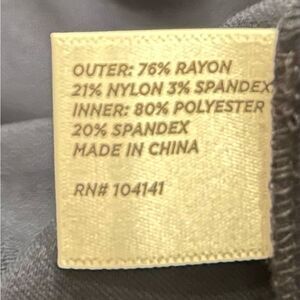 OUTER: 76% RAYON
21% NYLON 3% SPANDEX
INNER: 80% POLYESTER
20% SPANDEX
MADE IN CHINA
RN# 104141